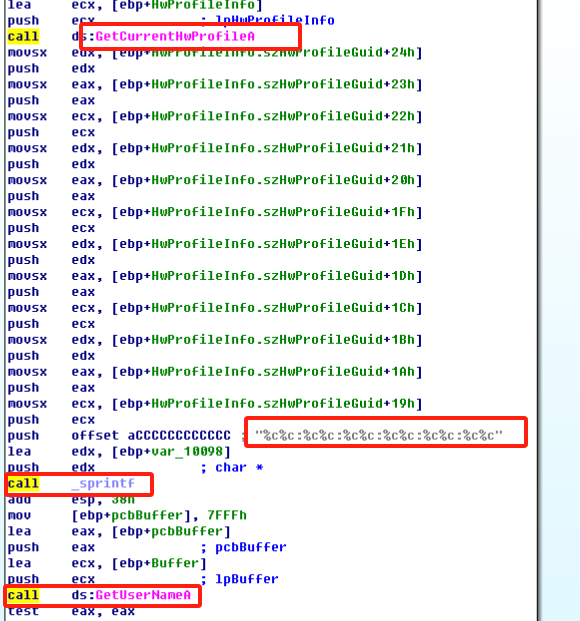 lea ecx, [ebp+HwProfileInfo]
push ecx ; lpHwProfileInfo
call ds:GetCurrentHwProfileA
movsx edx, [ebp+HwProfileInfo.szHwProfileGuid+24h]
push edx
movsx eax, [ebp+HwProfileInfo.szHwProfileGuid+23h]
push eax
movsx ecx, [ebp+HwProfileInfo.szHwProfileGuid+22h]
push ecx
movsx edx, [ebp+HwProfileInfo.szHwProfileGuid+21h]
push edx
movsx eax, [ebp+HwProfileInfo.szHwProfileGuid+20h]
push eax
movsx ecx, [ebp+HwProfileInfo.szHwProfileGuid+1Fh]
push ecx
movsx edx, [ebp+HwProfileInfo.szHwProfileGuid+1Eh]
push edx
movsx eax, [ebp+HwProfileInfo.szHwProfileGuid+1Dh]
push eax
movsx ecx, [ebp+HwProfileInfo.szHwProfileGuid+1Ch]
push ecx
movsx edx, [ebp+HwProfileInfo.szHwProfileGuid+1Bh]
push edx
movsx eax, [ebp+HwProfileInfo.szHwProfileGuid+1Ah]
push eax
movsx ecx, [ebp+HwProfileInfo.szHwProfileGuid+19h]
push ecx
push offset aCCCCCCCCCCCC ; "%c%c:%c%c:%c%c:%c%c:%c%c:%c%c"
lea edx, [ebp+var_10098]
push edx ; char *
call _sprintf
add esp, 38h
mov [ebp+pcbBuffer], 7FFFh
lea eax, [ebp+pcbBuffer]
push eax ; pcbBuffer
lea ecx, [ebp+Buffer]
push ecx ; lpBuffer
call ds:GetUserNameA
test eax, eax